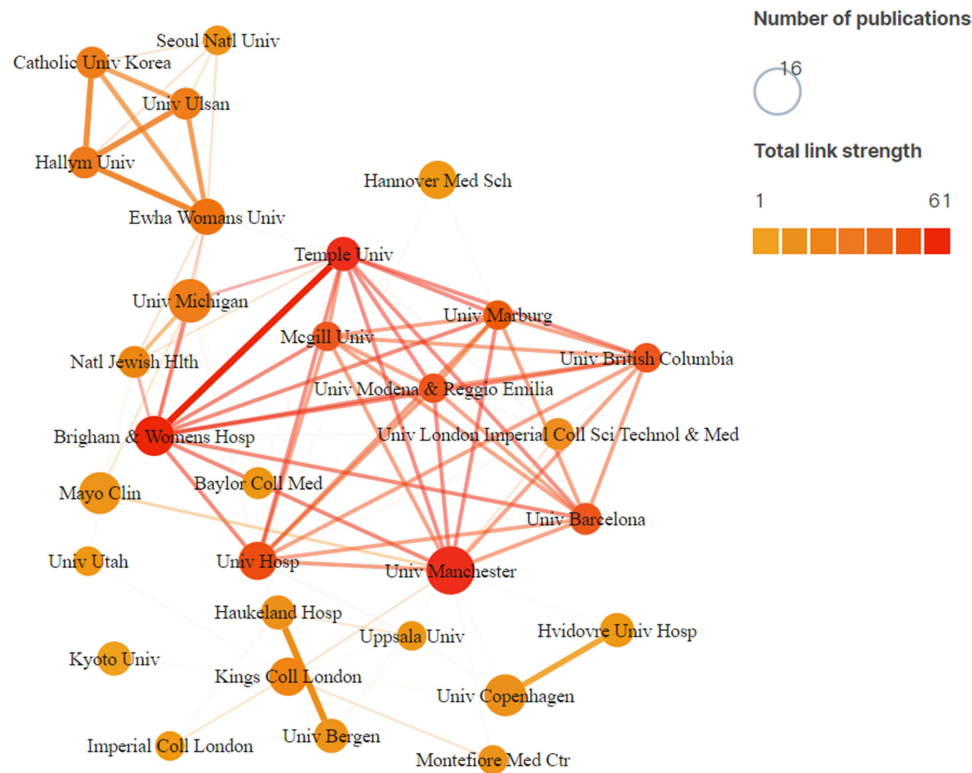 Number of publications
16
Total link strength
1 61
Seoul Natl Univ
Catholic Univ Korea
Univ Ulsan
Hallym Univ
Hannover Med Sch
Ewha Womans Univ
Temple Univ
Univ Michigan
Univ Marburg
Mcgill Univ
Natl Jewish Hlth
Univ British Columbia
Univ Modena & Reggio Emilia
Brigham & Womens Hosp
Univ London Imperial Coll Sci Technol & Med
Baylor Coll Med
Mayo Clin
Univ Barcelona
Univ Utah
Univ Hosp
Univ Manchester
Haukeland Hosp
Uppsala Univ
Hvidovre Univ Hosp
Kyoto Univ
Kings Coll London
Univ Copenhagen
Imperial Coll London
Univ Bergen
Montefiore Med Ctr